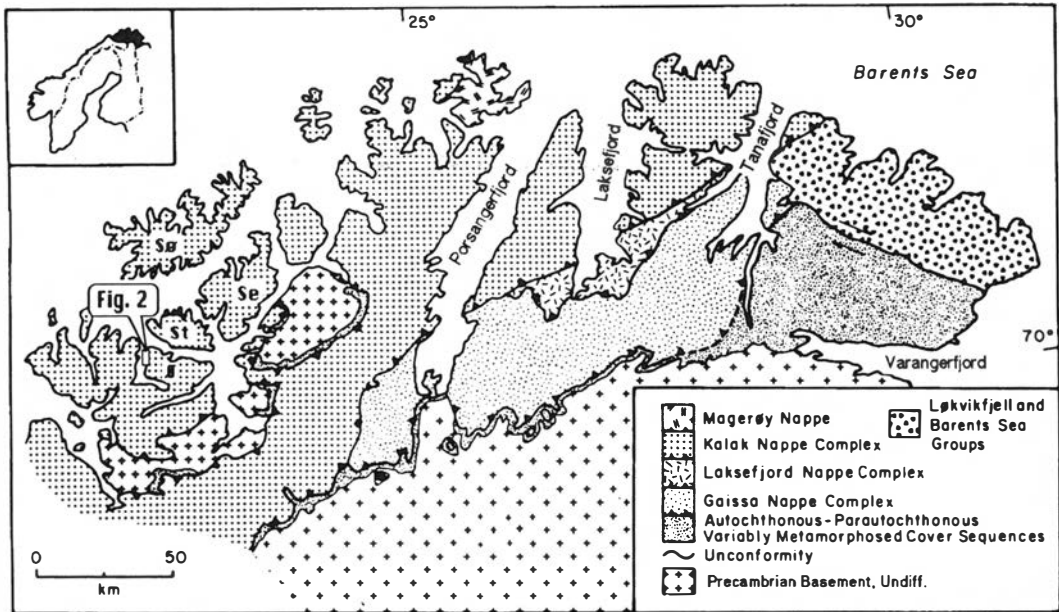 25°
30°
Barents Sea
Tanafjord
Laksefjord
Porsangerfjord
Sø
Se
Fig. 2
St
70°
Varangerfjord
Magerøy Nappe
Kalak Nappe Complex
Laksefjord Nappe Complex
Gaissa Nappe Complex
Autochthonous-Parautochthonous
Variably Metamorphosed Cover Sequences
Unconformity
Precambrian Basement, Undiff.
Løkvikfjell and
Barents Sea
Groups
0 50
km